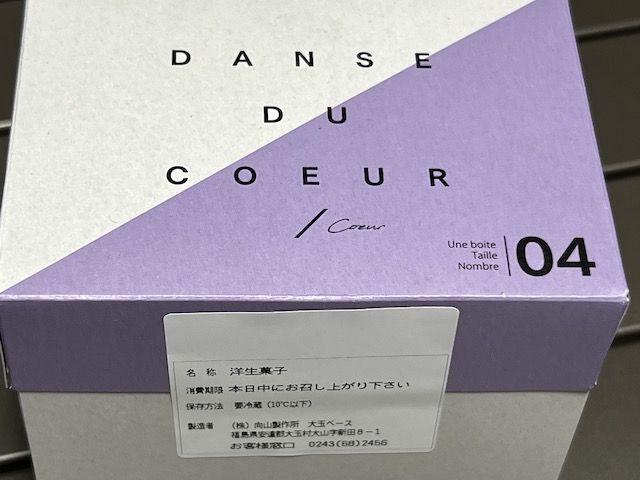 DANSE
DU
COEUR
/ Coeur
Une boite
Taille
Nombre
04
名 称 洋生菓子
消費期限 本日中にお召し上がり下さい
保存方法 要冷蔵（10℃以下）
製造者 （株）向山製作所 大玉ベース
福島県安達郡大玉村大山字新田８－１
お客様窓口 0243(68)2456